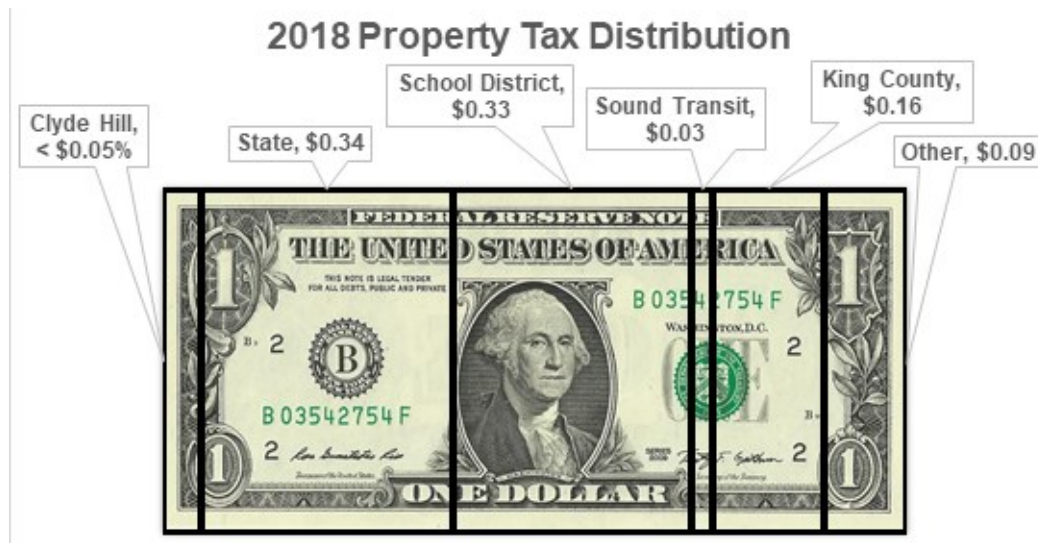 2018 Property Tax Distribution
School District,
$0.33
King County,
$0.16
Sound Transit,
$0.03
Clyde Hill,
< $0.05%
State, $0.34
Other, $0.09
FEDERAL RESERVE NOTE
THE UNITED STATES OF AMERICA
THIS NOTE IS LEGAL TENDER
FOR ALL DEBTS, PUBLIC AND PRIVATE
B 03542754 F
WASHINGTON, D.C.
1
1
2
2
B
ONE
B 03542754 F
2
2
SERIES
1
1
ONE DOLLAR